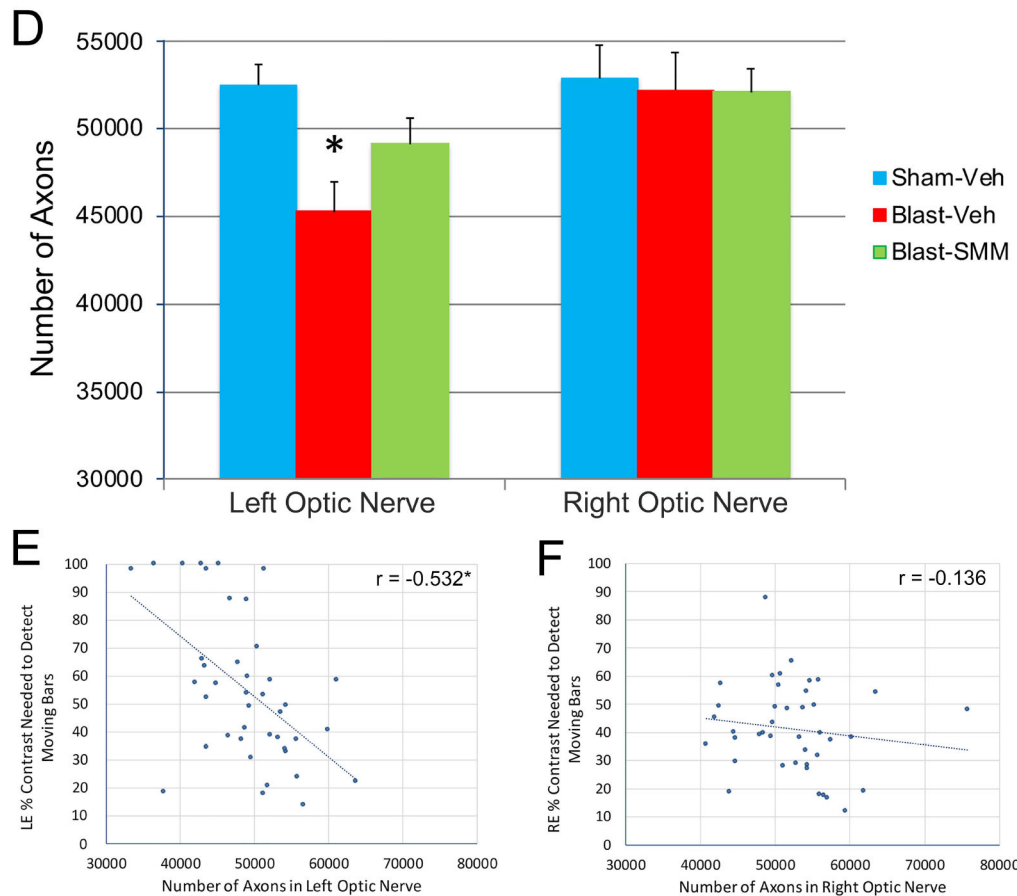 D
55000
50000
45000
40000
35000
30000
Number of Axons
*
Left Optic Nerve
Right Optic Nerve
Sham-Veh
Blast-Veh
Blast-SMM
E
r = -0.532*
100
90
80
70
60
50
40
30
20
10
0
LE % Contrast Needed to Detect
Moving Bars
30000 40000 50000 60000 70000 80000
Number of Axons in Left Optic Nerve
F
r = -0.136
100
90
80
70
60
50
40
30
20
10
0
RE % Contrast Needed to Detect
Moving Bars
30000 40000 50000 60000 70000 80000
Number of Axons in Right Optic Nerve